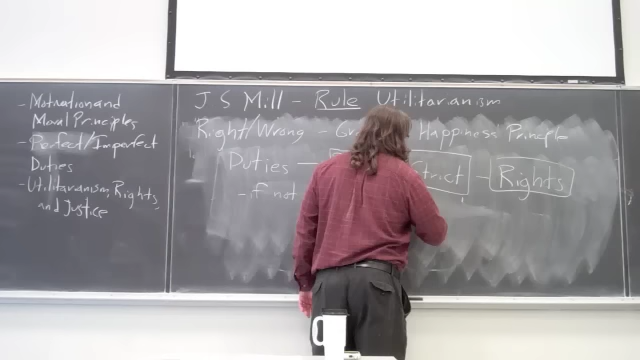 - Motivation and
Moral Principles
- Perfect/Imperfect
Duties
- Utilitarianism, Rights,
and Justice
J S Mill - Rule Utilitarianism
Right/Wrong - Happiness Principle
Duties - Strict - Rights
- if not